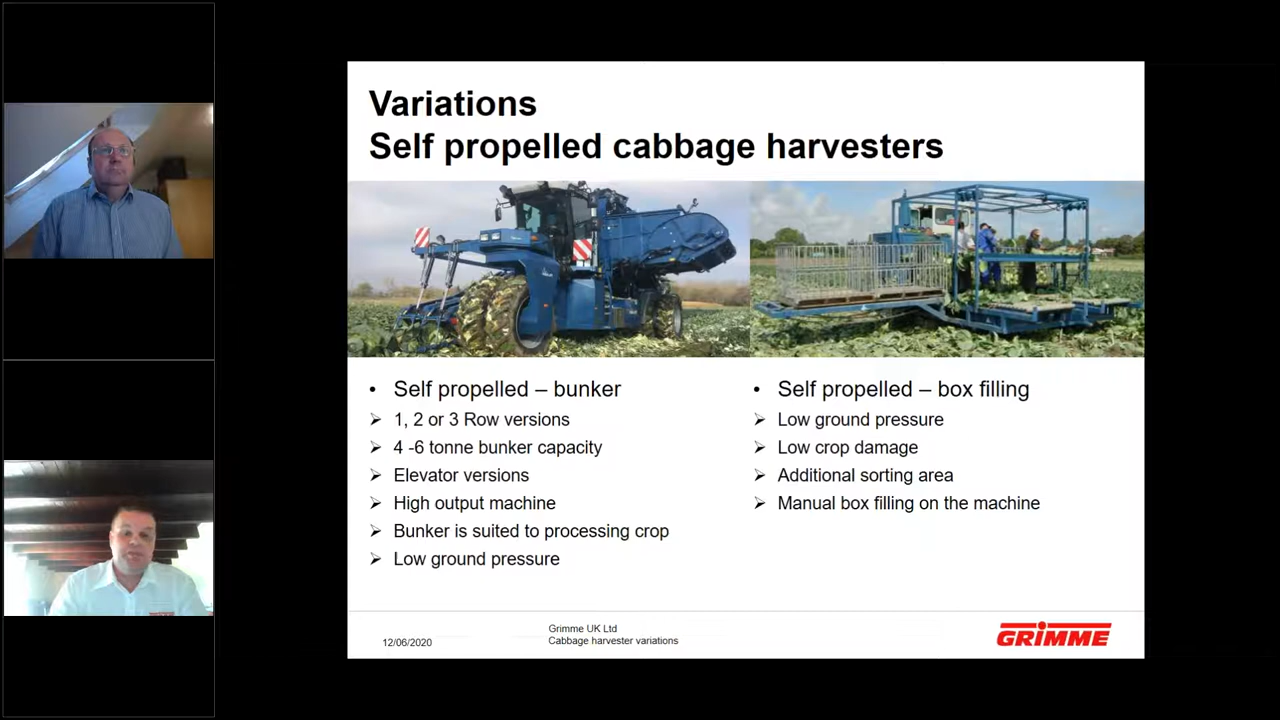 Variations
Self propelled cabbage harvesters
• Self propelled – bunker
➢ 1, 2 or 3 Row versions
➢ 4 -6 tonne bunker capacity
➢ Elevator versions
➢ High output machine
➢ Bunker is suited to processing crop
➢ Low ground pressure
• Self propelled – box filling
➢ Low ground pressure
➢ Low crop damage
➢ Additional sorting area
➢ Manual box filling on the machine
12/06/2020
Grimme UK Ltd
Cabbage harvester variations
GRIMME